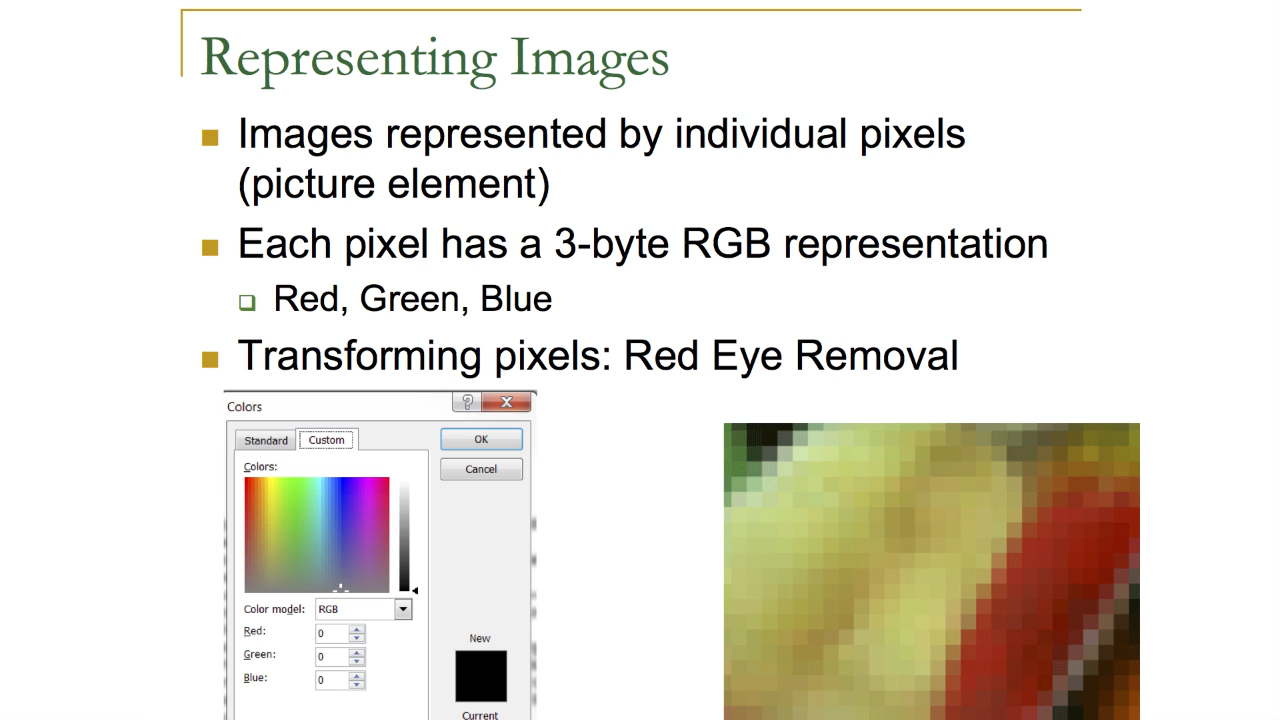 Representing Images
Images represented by individual pixels
(picture element)
Each pixel has a 3-byte RGB representation
Red, Green, Blue
Transforming pixels: Red Eye Removal
Colors
?
X
Standard
Custom
OK
Cancel
Colors:
Color model:
RGB
Red:
0
Green:
0
Blue:
0
New
Current